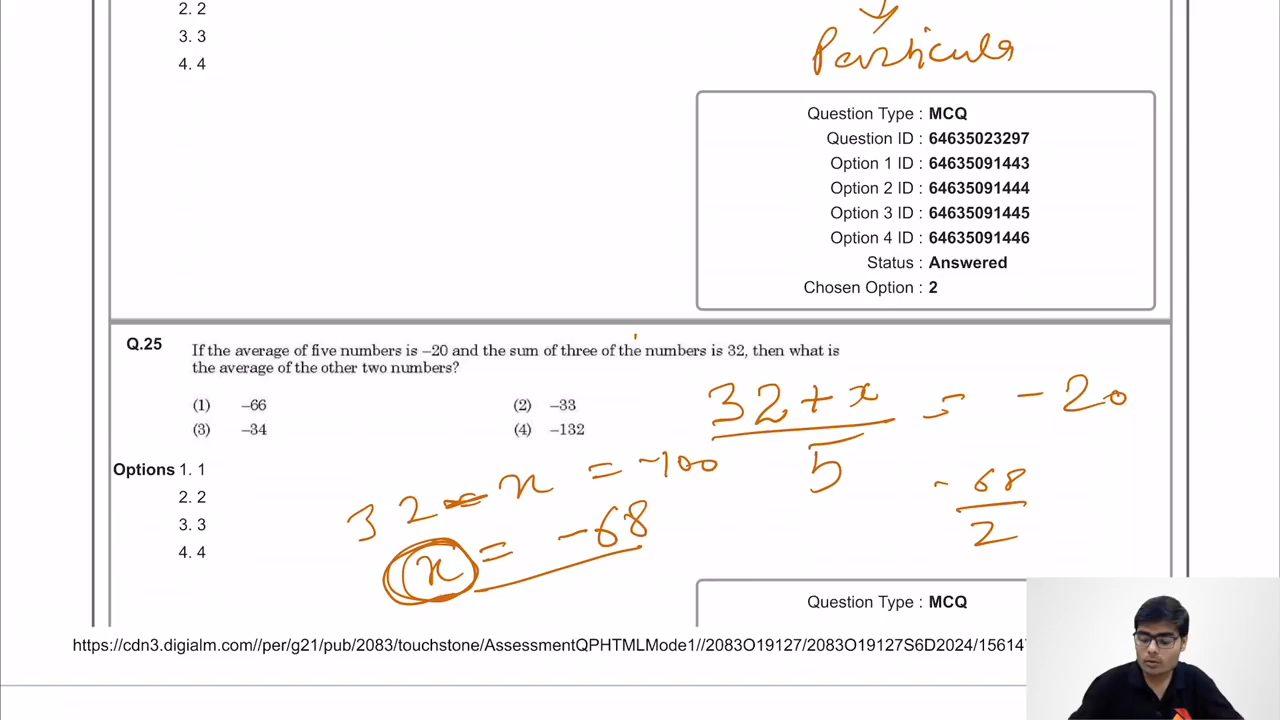 2. 2
3. 3
4. 4
Particula
Question Type : MCQ
Question ID : 64635023297
Option 1 ID : 64635091443
Option 2 ID : 64635091444
Option 3 ID : 64635091445
Option 4 ID : 64635091446
Status : Answered
Chosen Option : 2
Q.25 If the average of five numbers is –20 and the sum of three of the numbers is 32, then what is
the average of the other two numbers?
(1) –66 (2) –33
(3) –34 (4) –132
32 + x = - 20
5
Options 1. 1
2. 2
3. 3
4. 4
32 - x = -100
x = -68
-68
2
Question Type : MCQ
https://cdn3.digialm.com//per/g21/pub/2083/touchstone/AssessmentQPHTMLMode1//2083O19127/2083O19127S6D2024/15614